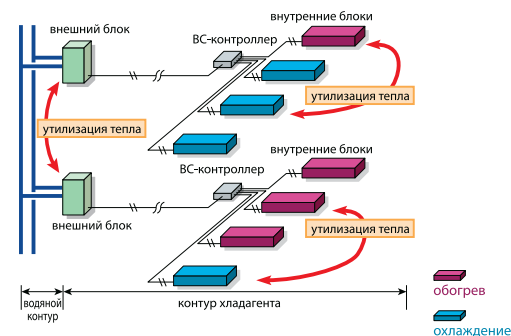 внутренние блоки
внешний блок
ВС-контроллер
утилизация тепла
утилизация тепла
внутренние блоки
ВС-контроллер
утилизация тепла
внешний блок
водяной
контур
контур хладагента
обогрев
охлаждение